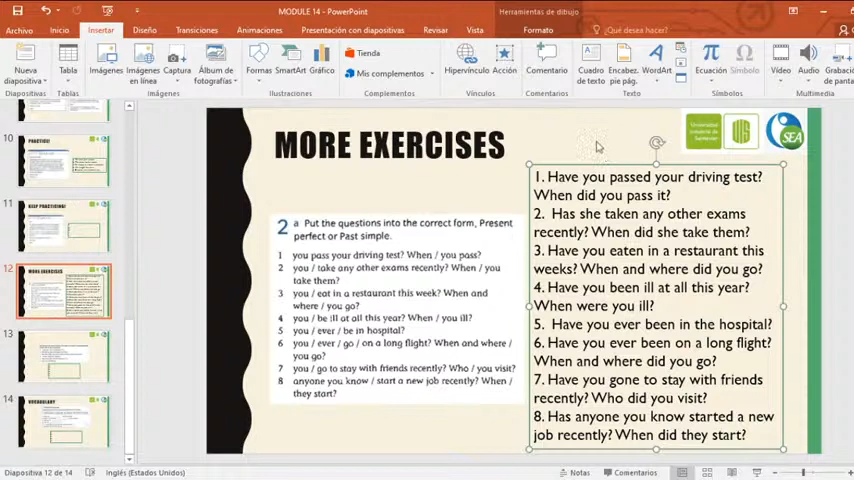 MODULE 14 - PowerPoint
Herramientas de dibujo
Archivo Inicio Insertar Diseño Transiciones Animaciones Presentación con diapositivas Revisar Vista Formato ¿Qué desea hacer?
Nueva diapositiva
Tabla
Imágenes
Imágenes en línea
Captura
Álbum de fotografías
Formas
SmartArt
Gráfico
Tienda
Mis complementos
Hipervínculo
Acción
Comentario
Cuadro de texto
Encabez. pie pág.
WordArt
Ecuación
Símbolo
Vídeo
Audio
Grabación de panta
Diapositivas
Tablas
Imágenes
Ilustraciones
Complementos
Vínculos
Comentarios
Texto
Símbolos
Multimedia
10
PRACTICE!
11
KEEP PRACTICING!
12
MORE EXERCISES
13
14
VOCABULARY
MORE EXERCISES
Universidad
Industrial de
Santander
UIS
SEA
2 a Put the questions into the correct form, Present
perfect or Past simple.
1 you pass your driving test? When / you pass?
2 you / take any other exams recently? When / you
take them?
3 you / eat in a restaurant this week? When and
where / you go?
4 you / be ill at all this year? When / you ill?
5 you / ever / be in hospital?
6 you / ever / go / on a long flight? When and where /
you go?
7 you / go to stay with friends recently? Who / you visit?
8 anyone you know / start a new job recently? When /
they start?
1. Have you passed your driving test?
When did you pass it?
2. Has she taken any other exams
recently? When did she take them?
3. Have you eaten in a restaurant this
weeks? When and where did you go?
4. Have you been ill at all this year?
When were you ill?
5. Have you ever been in the hospital?
6. Have you ever been on a long flight?
When and where did you go?
7. Have you gone to stay with friends
recently? Who did you visit?
8. Has anyone you know started a new
job recently? When did they start?
Diapositiva 12 de 14 Inglés (Estados Unidos) Notas Comentarios